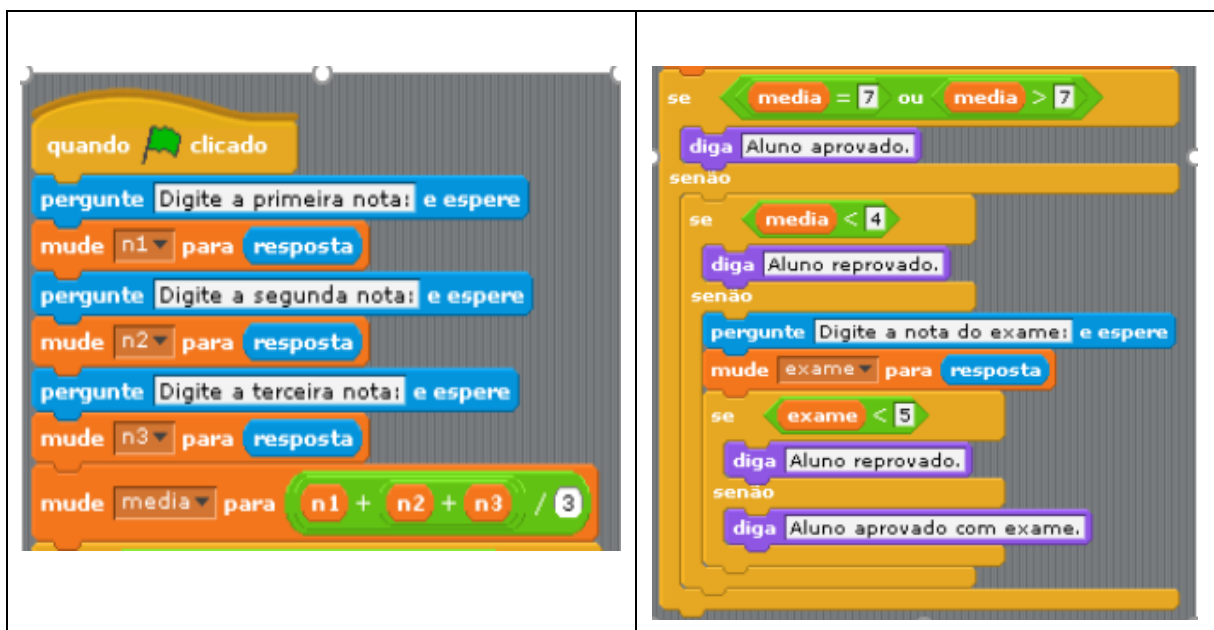 quando clicado
pergunte Digite a primeira nota: e espere
mude n1 para resposta
pergunte Digite a segunda nota: e espere
mude n2 para resposta
pergunte Digite a terceira nota: e espere
mude n3 para resposta
mude media para n1 + n2 + n3 / 3
se media = 7 ou media > 7
diga Aluno aprovado.
senão
se media < 4
diga Aluno reprovado.
senão
pergunte Digite a nota do exame: e espere
mude exame para resposta
se exame < 5
diga Aluno reprovado.
senão
diga Aluno aprovado com exame.